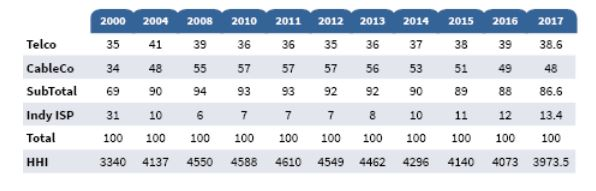 2000 2004 2008 2010 2011 2012 2013 2014 2015 2016 2017
Telco 35 41 39 36 36 35 36 37 38 39 38.6
CableCo 34 48 55 57 57 57 56 53 51 49 48
SubTotal 69 90 94 93 93 92 92 90 89 88 86.6
Indy ISP 31 10 6 7 7 7 8 10 11 12 13.4
Total 100 100 100 100 100 100 100 100 100 100 100
HHI 3340 4137 4550 4588 4610 4549 4462 4296 4140 4073 3973.5